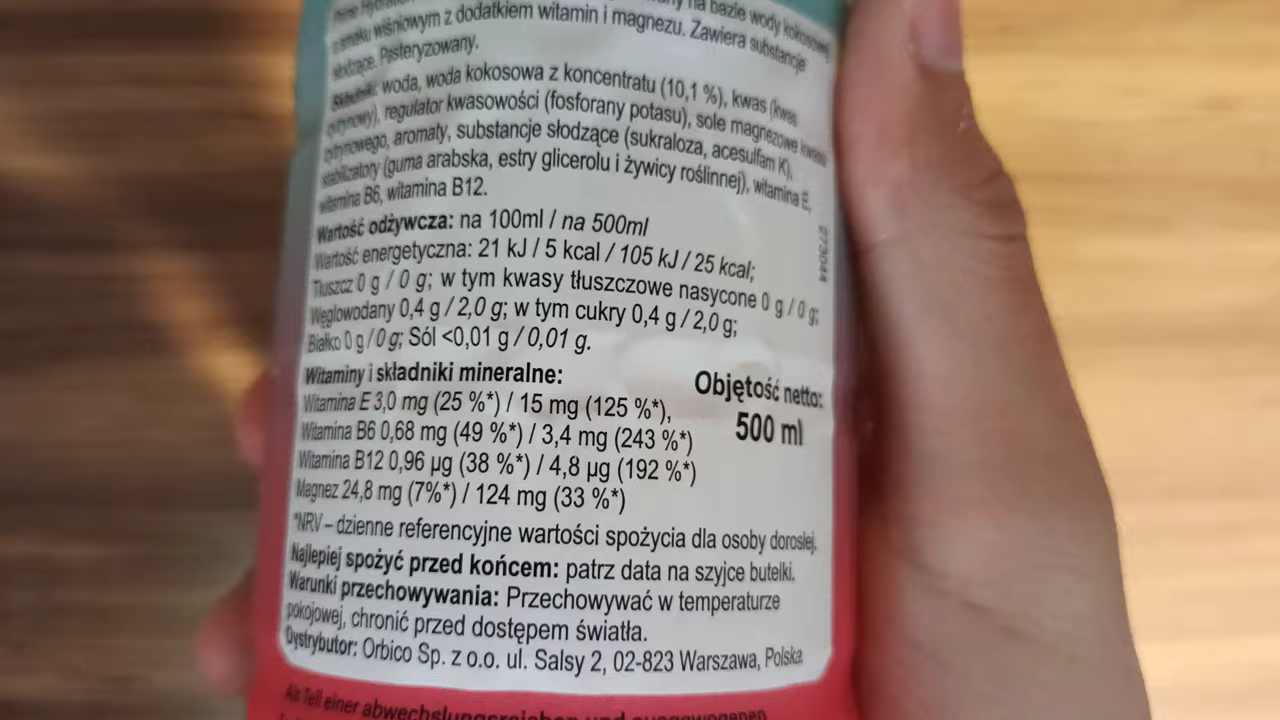 na bazie wody kokosowej
o smaku wiśniowym z dodatkiem witamin i magnezu. Zawiera substancje
słodzące. Pasteryzowany.
Składniki: woda, woda kokosowa z koncentratu (10,1 %), kwas (kwas
cytrynowy), regulator kwasowości (fosforany potasu), sole magnezowe kwasu
cytrynowego, aromaty, substancje słodzące (sukraloza, acesulfam K),
stabilizatory (guma arabska, estry glicerolu i żywicy roślinnej), witamina E,
witamina B6, witamina B12.
273044
Wartość odżywcza: na 100ml / na 500ml
Wartość energetyczna: 21 kJ / 5 kcal / 105 kJ / 25 kcal;
Tłuszcz 0 g / 0 g; w tym kwasy tłuszczowe nasycone 0 g / 0 g;
Węglowodany 0,4 g / 2,0 g; w tym cukry 0,4 g / 2,0 g;
Białko 0 g / 0 g; Sól <0,01 g / 0,01 g.
Witaminy i składniki mineralne:
Witamina E 3,0 mg (25 %*) / 15 mg (125 %*),
Witamina B6 0,68 mg (49 %*) / 3,4 mg (243 %*)
Witamina B12 0,96 µg (38 %*) / 4,8 µg (192 %*)
Magnez 24,8 mg (7%*) / 124 mg (33 %*)
Objętość netto:
500 ml
*NRV – dzienne referencyjne wartości spożycia dla osoby dorosłej.
Najlepiej spożyć przed końcem: patrz data na szyjce butelki.
Warunki przechowywania: Przechowywać w temperaturze
pokojowej, chronić przed dostępem światła.
Dystrybutor: Orbico Sp. z o.o. ul. Salsy 2, 02-823 Warszawa, Polska.
Als Teil einer abwechslungsreichen und ausgewogenen